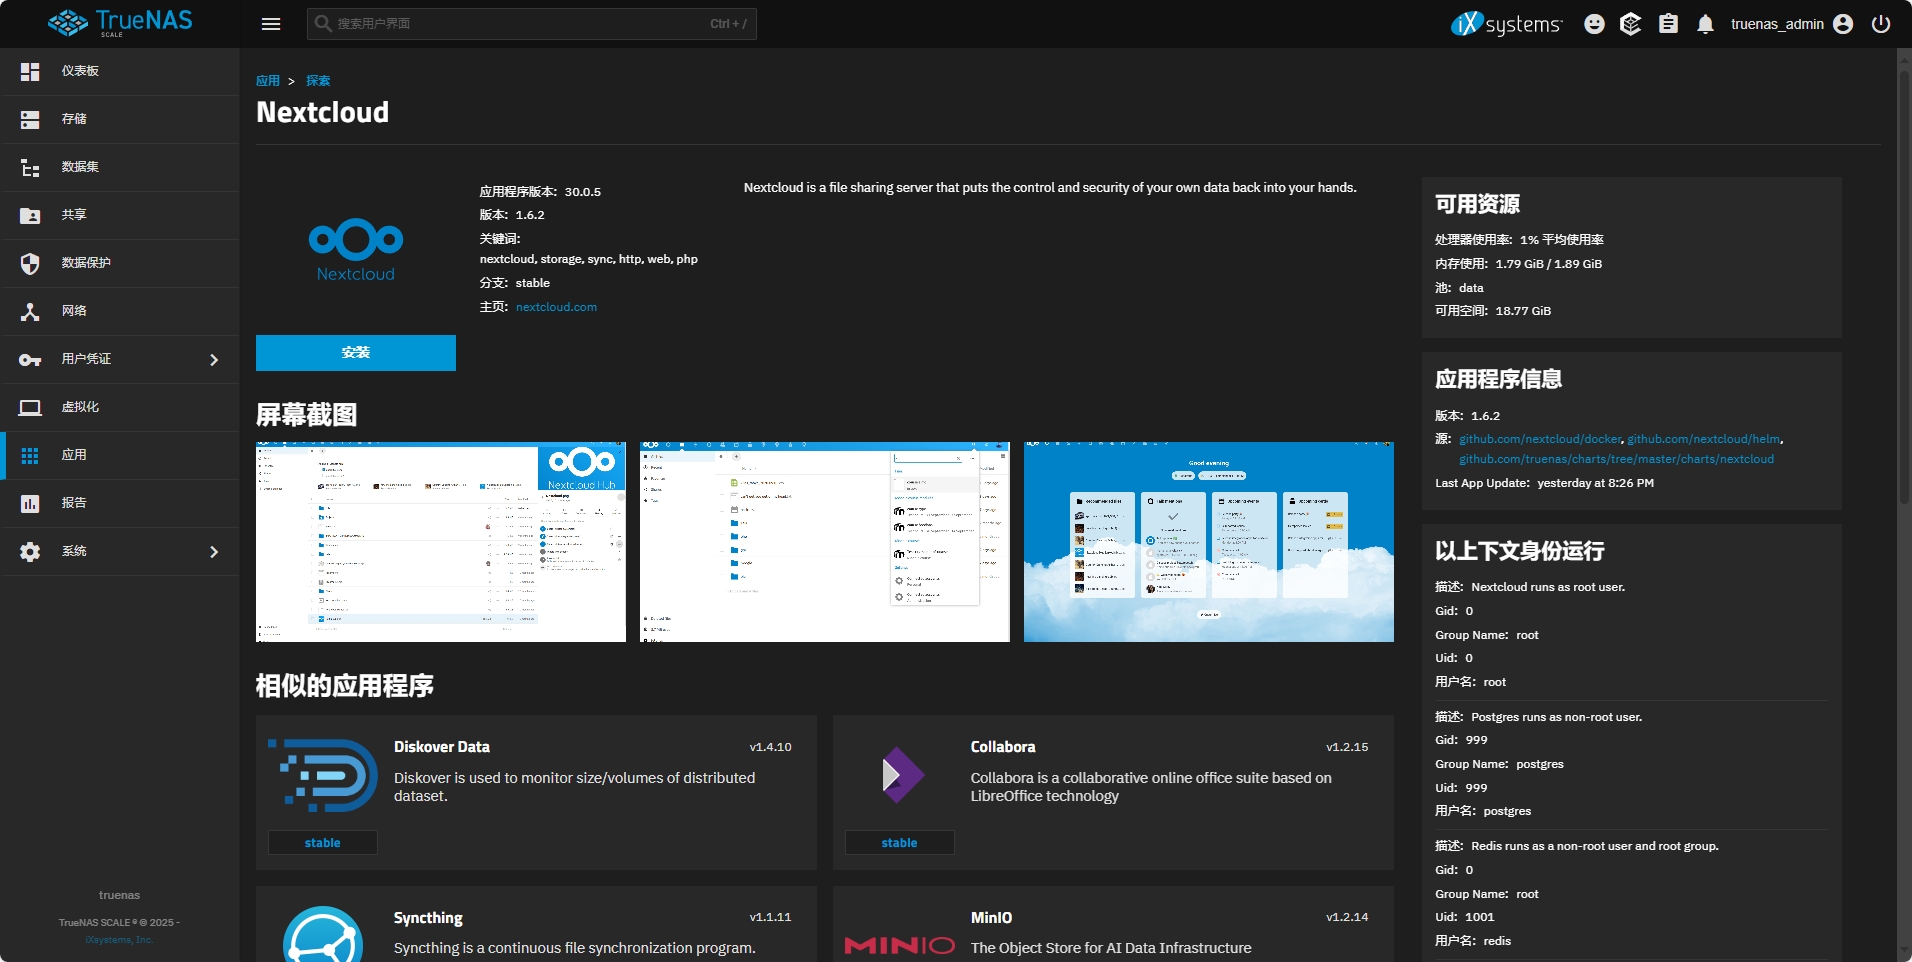 TrueNAS
SCALE
搜索用户界面
Ctrl + /
iXsystems
truenas_admin
仪表板
存储
数据集
共享
数据保护
网络
用户凭证
虚拟化
应用
报告
系统
truenas
TrueNAS SCALE ® © 2025 -
iXsystems, Inc.
应用 > 探索
Nextcloud
Nextcloud
安装
应用程序版本: 30.0.5
版本: 1.6.2
关键词:
nextcloud, storage, sync, http, web, php
分支: stable
主页: nextcloud.com
Nextcloud is a file sharing server that puts the control and security of your own data back into your hands.
屏幕截图
Nextcloud Hub
Good evening
相似的应用程序
Diskover Data
v1.4.10
Diskover is used to monitor size/volumes of distributed
dataset.
stable
Collabora
v1.2.15
Collabora is a collaborative online office suite based on
LibreOffice technology
stable
Syncthing
v1.1.11
Syncthing is a continuous file synchronization program.
MINIO
MinIO
v1.2.14
The Object Store for AI Data Infrastructure
可用资源
处理器使用率: 1% 平均使用率
内存使用: 1.79 GiB / 1.89 GiB
池: data
可用空间: 18.77 GiB
应用程序信息
版本: 1.6.2
源: github.com/nextcloud/docker, github.com/nextcloud/helm,
github.com/truenas/charts/tree/master/charts/nextcloud
Last App Update: yesterday at 8:26 PM
以上下文身份运行
描述: Nextcloud runs as root user.
Gid: 0
Group Name: root
Uid: 0
用户名: root
描述: Postgres runs as non-root user.
Gid: 999
Group Name: postgres
Uid: 999
用户名: postgres
描述: Redis runs as a non-root user and root group.
Gid: 0
Group Name: root
Uid: 1001
用户名: redis